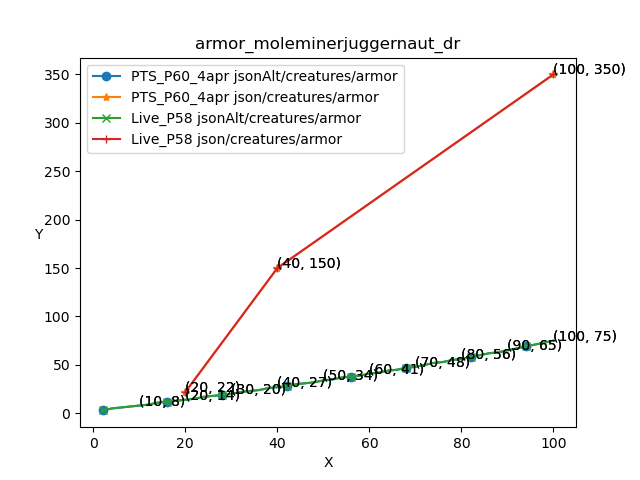 armor_moleminerjuggernaut_dr
PTS_P60_4apr jsonAlt/creatures/armor
PTS_P60_4apr json/creatures/armor
Live_P58 jsonAlt/creatures/armor
Live_P58 json/creatures/armor
350
300
250
200
150
100
50
0
Y
(100, 350)
(40, 150)
(20, 22)
(10, 8)
(20, 14)
(30, 20)
(40, 27)
(50, 34)
(60, 41)
(70, 48)
(80, 56)
(90, 65)
(100, 75)
0 20 40 60 80 100
X